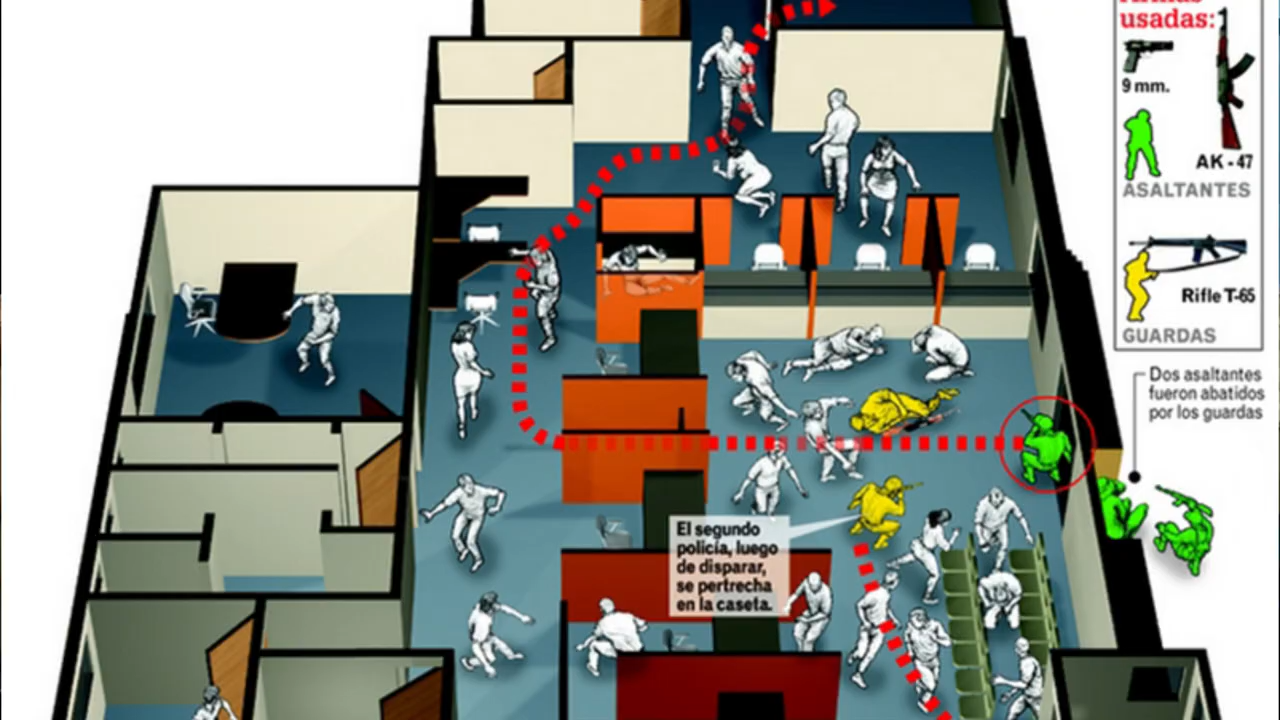 Armas
usadas:
9 mm.
AK - 47
ASALTANTES
Rifle T-65
GUARDAS
Dos asaltantes
fueron abatidos
por los guardas
El segundo
policía, luego
de disparar,
se pertrecha
en la caseta.